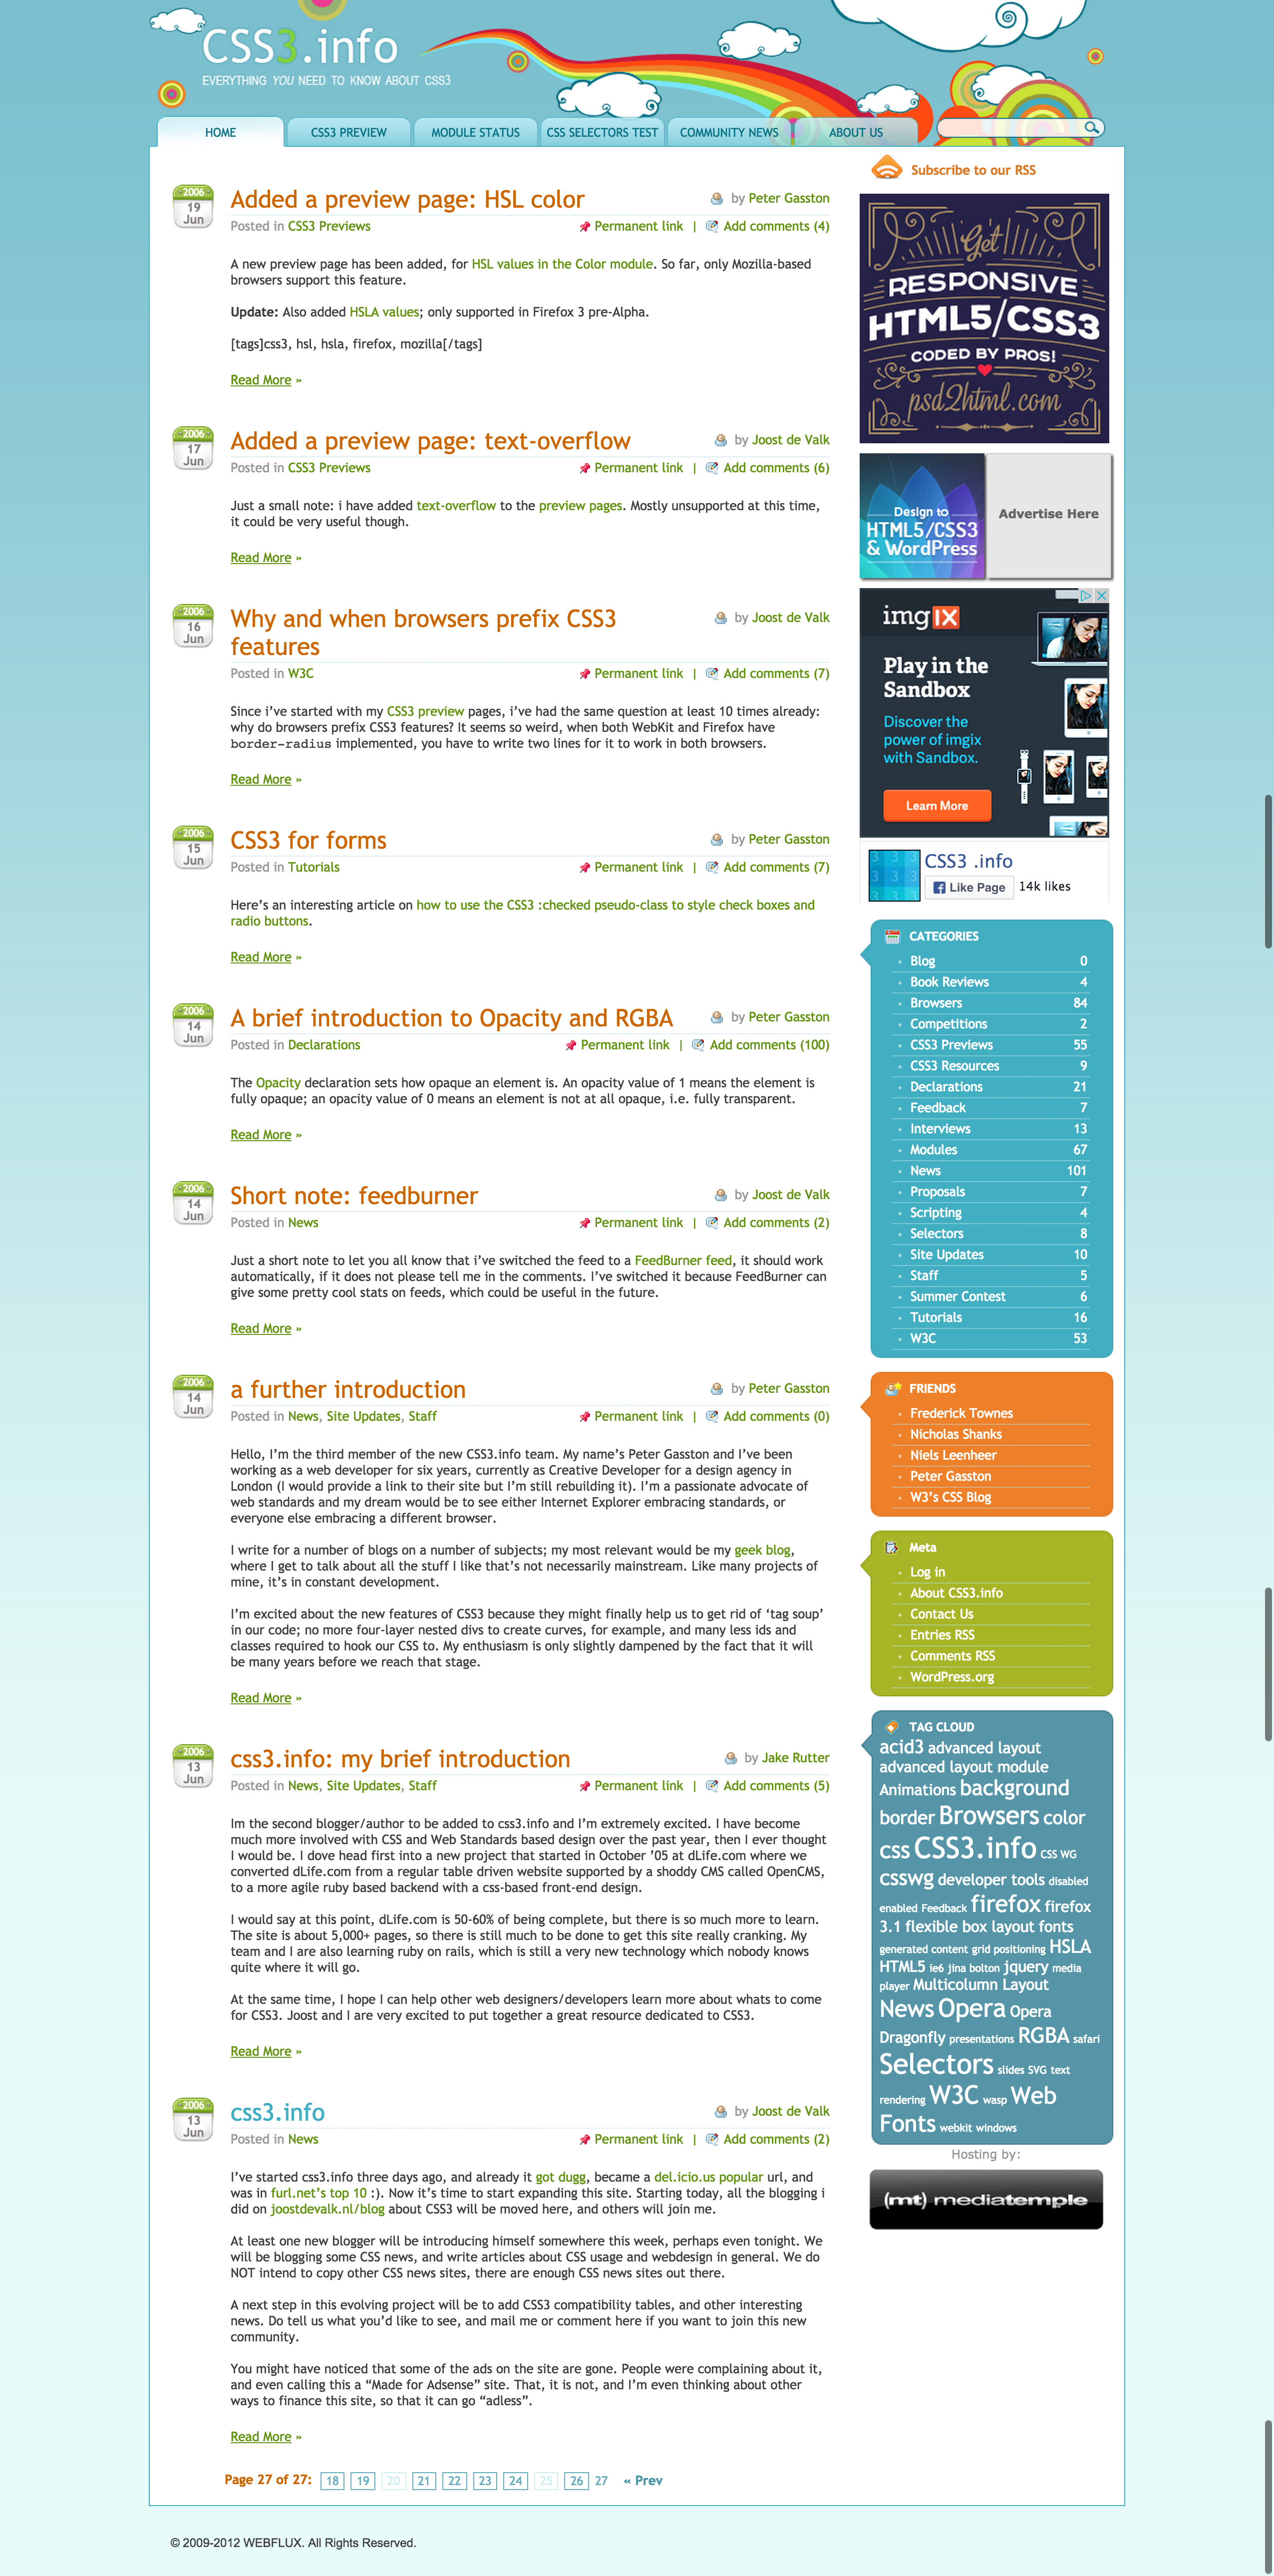 CSS3.info
EVERYTHING YOU NEED TO KNOW ABOUT CSS3
HOME
CSS3 PREVIEW
MODULE STATUS
CSS SELECTORS TEST
COMMUNITY NEWS
ABOUT US
2006
19
Jun
Added a preview page: HSL color
by Peter Gasston
Posted in CSS3 Previews
Permanent link | Add comments (4)
A new preview page has been added, for HSL values in the Color module. So far, only Mozilla-based
browsers support this feature.
Update: Also added HSLA values; only supported in Firefox 3 pre-Alpha.
[tags]css3, hsl, hsla, firefox, mozilla[/tags]
Read More »
2006
17
Jun
Added a preview page: text-overflow
by Joost de Valk
Posted in CSS3 Previews
Permanent link | Add comments (6)
Just a small note: i have added text-overflow to the preview pages. Mostly unsupported at this time,
it could be very useful though.
Read More »
2006
16
Jun
Why and when browsers prefix CSS3
features
by Joost de Valk
Posted in W3C
Permanent link | Add comments (7)
Since i've started with my CSS3 preview pages, i've had the same question at least 10 times already:
why do browsers prefix CSS3 features? It seems so weird, when both WebKit and Firefox have
border-radius implemented, you have to write two lines for it to work in both browsers.
Read More »
2006
15
Jun
CSS3 for forms
by Peter Gasston
Posted in Tutorials
Permanent link | Add comments (7)
Here's an interesting article on how to use the CSS3 :checked pseudo-class to style check boxes and
radio buttons.
Read More »
2006
14
Jun
A brief introduction to Opacity and RGBA
by Peter Gasston
Posted in Declarations
Permanent link | Add comments (100)
The Opacity declaration sets how opaque an element is. An opacity value of 1 means the element is
fully opaque; an opacity value of 0 means an element is not at all opaque, i.e. fully transparent.
Read More »
2006
14
Jun
Short note: feedburner
by Joost de Valk
Posted in News
Permanent link | Add comments (2)
Just a short note to let you all know that i've switched the feed to a FeedBurner feed, it should work
automatically, if it does not please tell me in the comments. I've switched it because FeedBurner can
give some pretty cool stats on feeds, which could be useful in the future.
Read More »
2006
14
Jun
a further introduction
by Peter Gasston
Posted in News, Site Updates, Staff
Permanent link | Add comments (0)
Hello, I'm the third member of the new CSS3.info team. My name's Peter Gasston and I've been
working as a web developer for six years, currently as Creative Developer for a design agency in
London (I would provide a link to their site but I'm still rebuilding it). I'm a passionate advocate of
web standards and my dream would be to see either Internet Explorer embracing standards, or
everyone else embracing a different browser.
I write for a number of blogs on a number of subjects; my most relevant would be my geek blog,
where I get to talk about all the stuff I like that's not necessarily mainstream. Like many projects of
mine, it's in constant development.
I'm excited about the new features of CSS3 because they might finally help us to get rid of 'tag soup'
in our code; no more four-layer nested divs to create curves, for example, and many less ids and
classes required to hook our CSS to. My enthusiasm is only slightly dampened by the fact that it will
be many years before we reach that stage.
Read More »
2006
13
Jun
css3.info: my brief introduction
by Jake Rutter
Posted in News, Site Updates, Staff
Permanent link | Add comments (5)
Im the second blogger/author to be added to css3.info and I'm extremely excited. I have become
much more involved with CSS and Web Standards based design over the past year, then I ever thought
I would be. I dove head first into a new project that started in October '05 at dLife.com where we
converted dLife.com from a regular table driven website supported by a shoddy CMS called OpenCMS,
to a more agile ruby based backend with a css-based front-end design.
I would say at this point, dLife.com is 50-60% of being complete, but there is so much more to learn.
The site is about 5,000+ pages, so there is still much to be done to get this site really cranking. My
team and I are also learning ruby on rails, which is still a very new technology which nobody knows
quite where it will go.
At the same time, I hope I can help other web designers/developers learn more about whats to come
for CSS3. Joost and I are very excited to put together a great resource dedicated to CSS3.
Read More »
2006
13
Jun
css3.info
by Joost de Valk
Posted in News
Permanent link | Add comments (2)
I've started css3.info three days ago, and already it got dugg, became a del.icio.us popular url, and
was in furl.net's top 10 :). Now it's time to start expanding this site. Starting today, all the blogging i
did on joostdevalk.nl/blog about CSS3 will be moved here, and others will join me.
At least one new blogger will be introducing himself somewhere this week, perhaps even tonight. We
will be blogging some CSS news, and write articles about CSS usage and webdesign in general. We do
NOT intend to copy other CSS news sites, there are enough CSS news sites out there.
A next step in this evolving project will be to add CSS3 compatibility tables, and other interesting
news. Do tell us what you'd like to see, and mail me or comment here if you want to join this new
community.
You might have noticed that some of the ads on the site are gone. People were complaining about it,
and even calling this a “Made for Adsense” site. That, it is not, and I'm even thinking about other
ways to finance this site, so that it can go “adless”.
Read More »
Page 27 of 27: 18 19 20 21 22 23 24 25 26 27 « Prev
Subscribe to our RSS
Get
RESPONSIVE
HTML5/CSS3
CODED BY PROS!
psd2html.com
Design to
HTML5/CSS3
& WordPress
Advertise Here
imgIX
Play in the
Sandbox
Discover the
power of imgix
with Sandbox.
Learn More
CSS3 .info
Like Page 14k likes
CATEGORIES
Blog 0
Book Reviews 4
Browsers 84
Competitions 2
CSS3 Previews 55
CSS3 Resources 9
Declarations 21
Feedback 7
Interviews 13
Modules 67
News 101
Proposals 7
Scripting 4
Selectors 8
Site Updates 10
Staff 5
Summer Contest 6
Tutorials 16
W3C 53
FRIENDS
Frederick Townes
Nicholas Shanks
Niels Leenheer
Peter Gasston
W3's CSS Blog
Meta
Log in
About CSS3.info
Contact Us
Entries RSS
Comments RSS
WordPress.org
TAG CLOUD
acid3 advanced layout
advanced layout module
Animations background
border Browsers color
css CSS3.info CSS WG
csswg developer tools disabled
enabled Feedback firefox firefox
3.1 flexible box layout fonts
generated content grid positioning HSLA
HTML5 ie6 jina bolton jquery media
player Multicolumn Layout
News Opera Opera
Dragonfly presentations RGBA safari
Selectors slides SVG text
rendering W3C wasp Web
Fonts webkit windows
Hosting by:
(mt) mediatemple
© 2009-2012 WEBFLUX. All Rights Reserved.